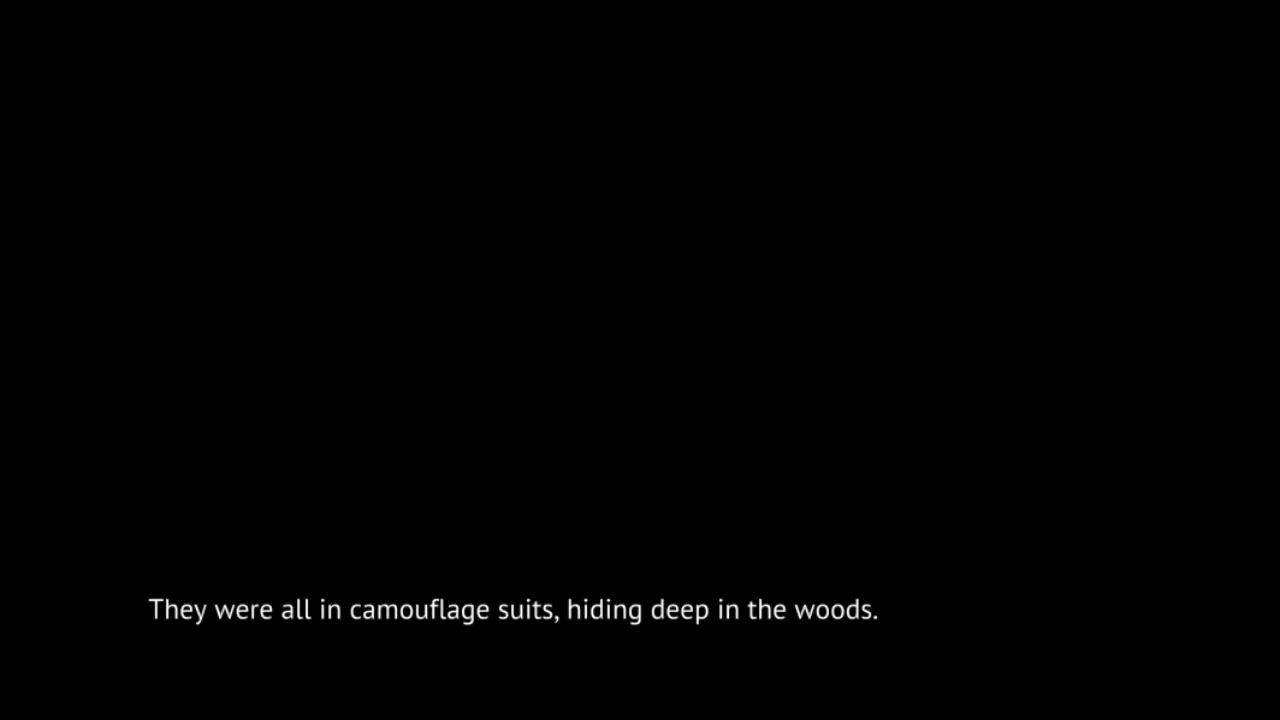 They were all in camouflage suits, hiding deep in the woods.